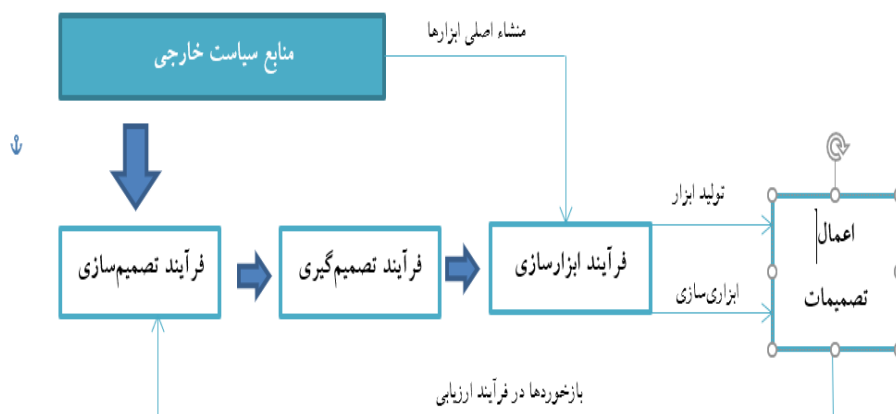 منشاء اصلی ابزارها
منابع سیاست خارجی
تولید ابزار
اعمال
تصمیمات
فرآیند ابزارسازی
فرآیند تصمیم‌گیری
فرآیند تصمیم‌سازی
ابزاری‌سازی
بازخوردها در فرآیند ارزیابی